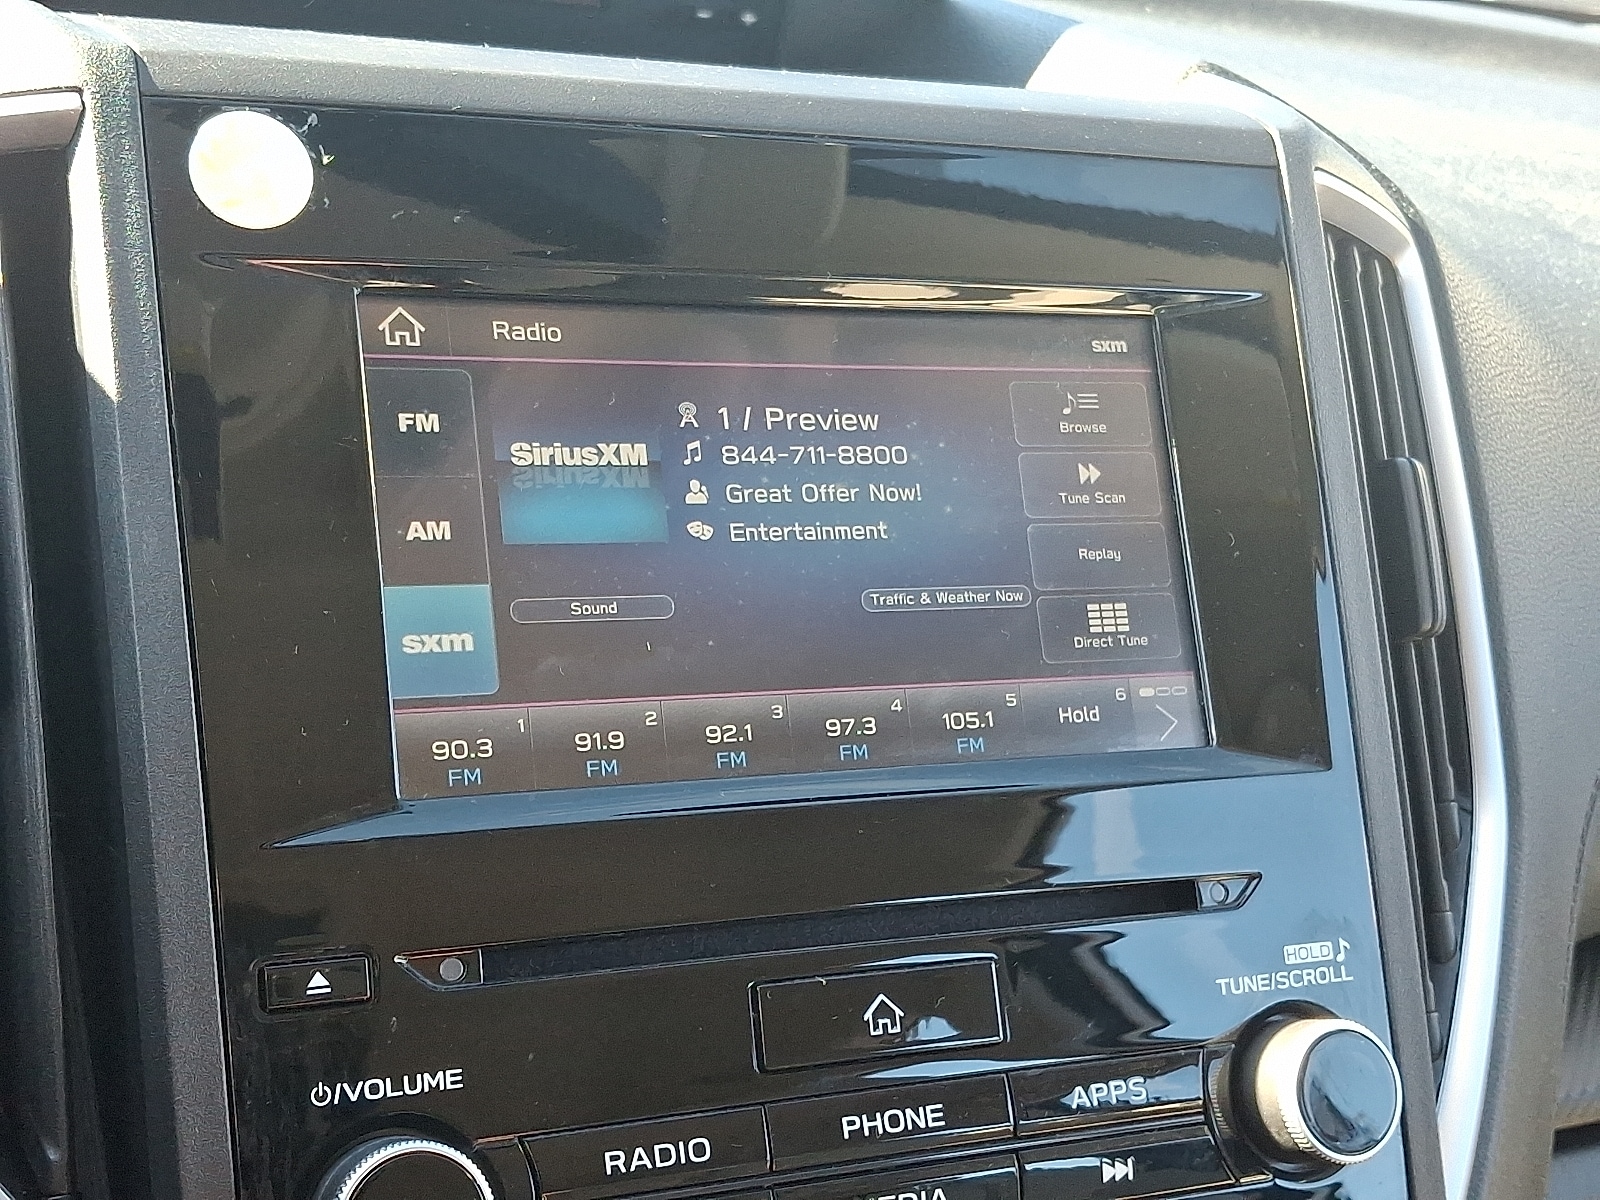 Radio
sxm
FM
AM
sxm
SiriusXM
1 / Preview
844-711-8800
Great Offer Now!
Entertainment
Browse
Tune Scan
Replay
Direct Tune
Sound
Traffic & Weather Now
1
90.3
FM
2
91.9
FM
3
92.1
FM
4
97.3
FM
5
105.1
FM
6
Hold
HOLD
TUNE/SCROLL
/VOLUME
RADIO
PHONE
APPS
MEDIA